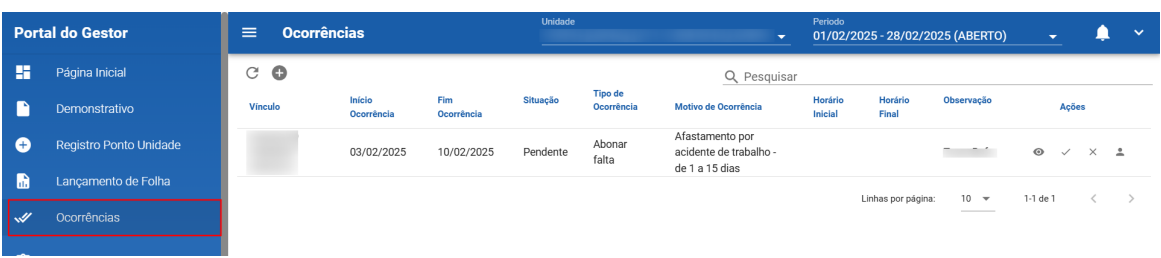 Portal do Gestor
Página Inicial
Demonstrativo
Registro Ponto Unidade
Lançamento de Folha
Ocorrências
Ocorrências
Unidade
Periodo
01/02/2025 - 28/02/2025 (ABERTO)
Pesquisar
Vínculo
Início
Ocorrência
Fim
Ocorrência
Situação
Tipo de
Ocorrência
Motivo de Ocorrência
Horário
Inicial
Horário
Final
Observação
Ações
03/02/2025
10/02/2025
Pendente
Abonar
falta
Afastamento por
acidente de trabalho -
de 1 a 15 dias
Linhas por página:
10
1-1 de 1